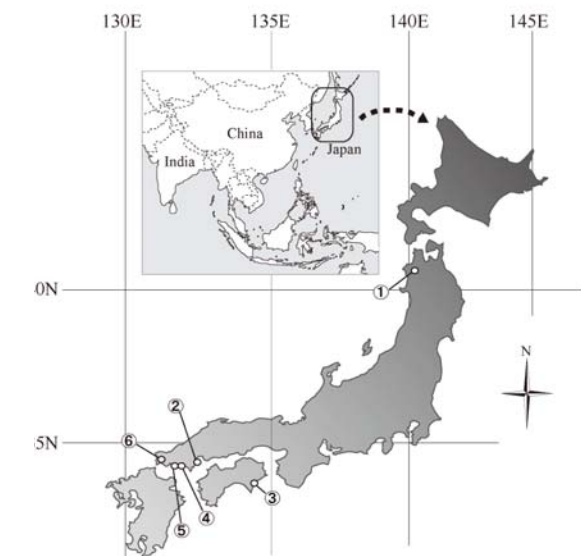 130E 135E 140E 145E
China
India
Japan
①
0N
N
②
5N
⑥
③
④
⑤